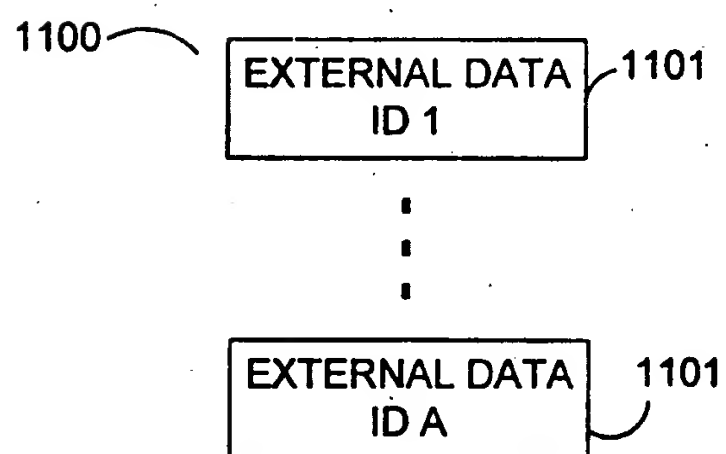 1100
EXTERNAL DATA
ID 1
1101
EXTERNAL DATA
ID A
1101